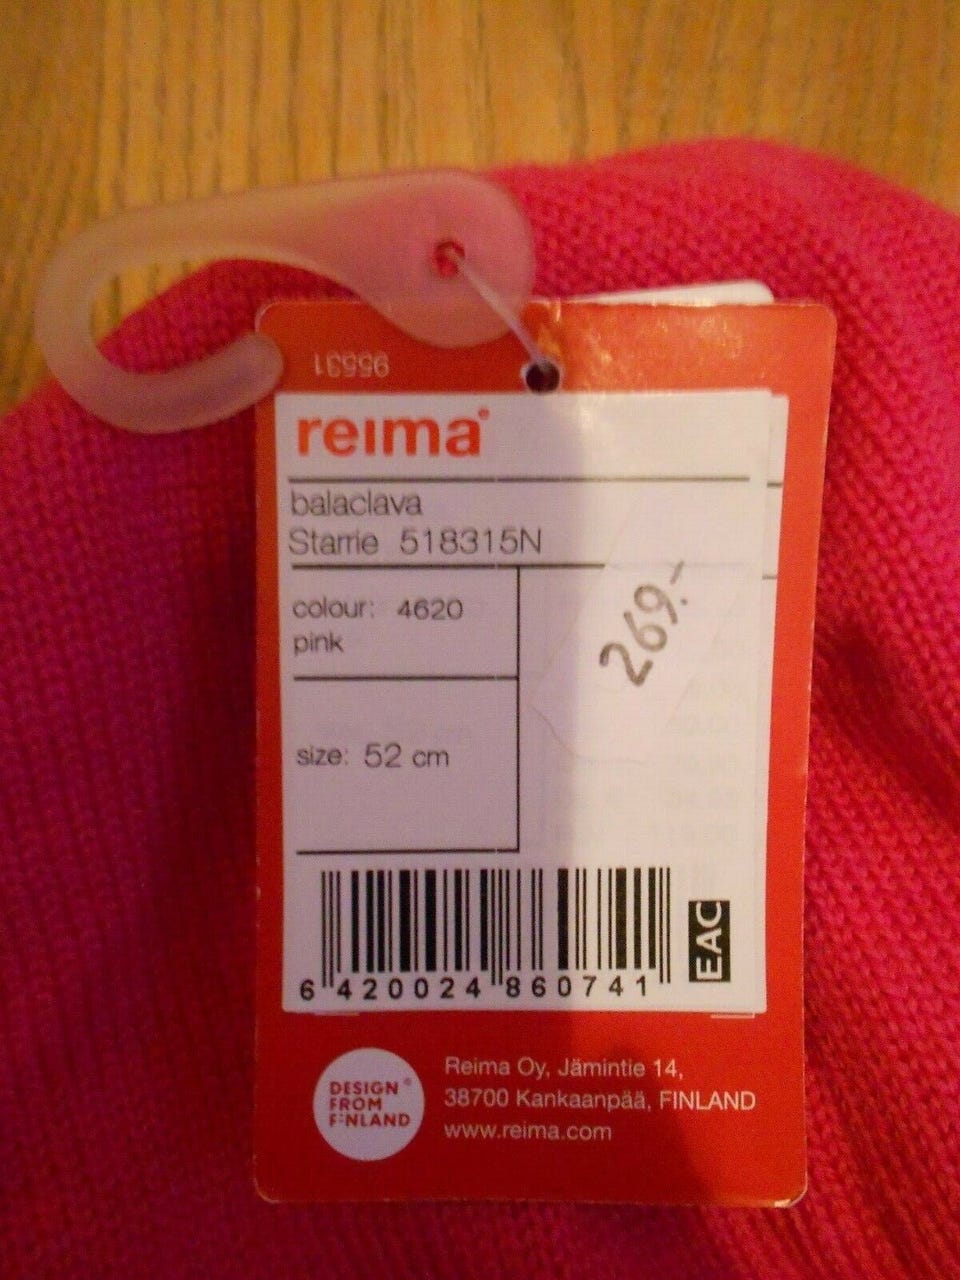 95531
reima®
balaclava
Starrie 518315N
colour: 4620
pink
269.-
size: 52 cm
EAC
6 420024 860741
DESIGN ®
FROM
FINLAND
Reima Oy, Jämintie 14,
38700 Kankaanpää, FINLAND
www.reima.com